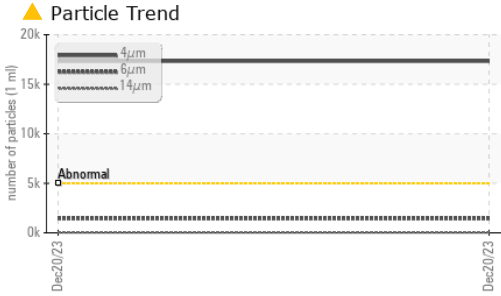 Particle Trend
20k
15k
10k
5k
0k
number of particles (1 ml)
4μm
6μm
14μm
Abnormal
Dec20/23
Dec20/23